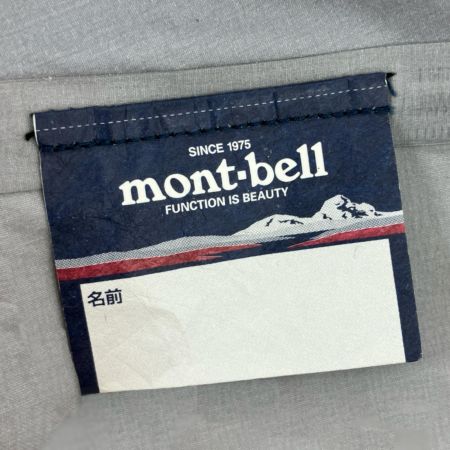 SINCE 1975
mont-bell
FUNCTION IS BEAUTY
名前